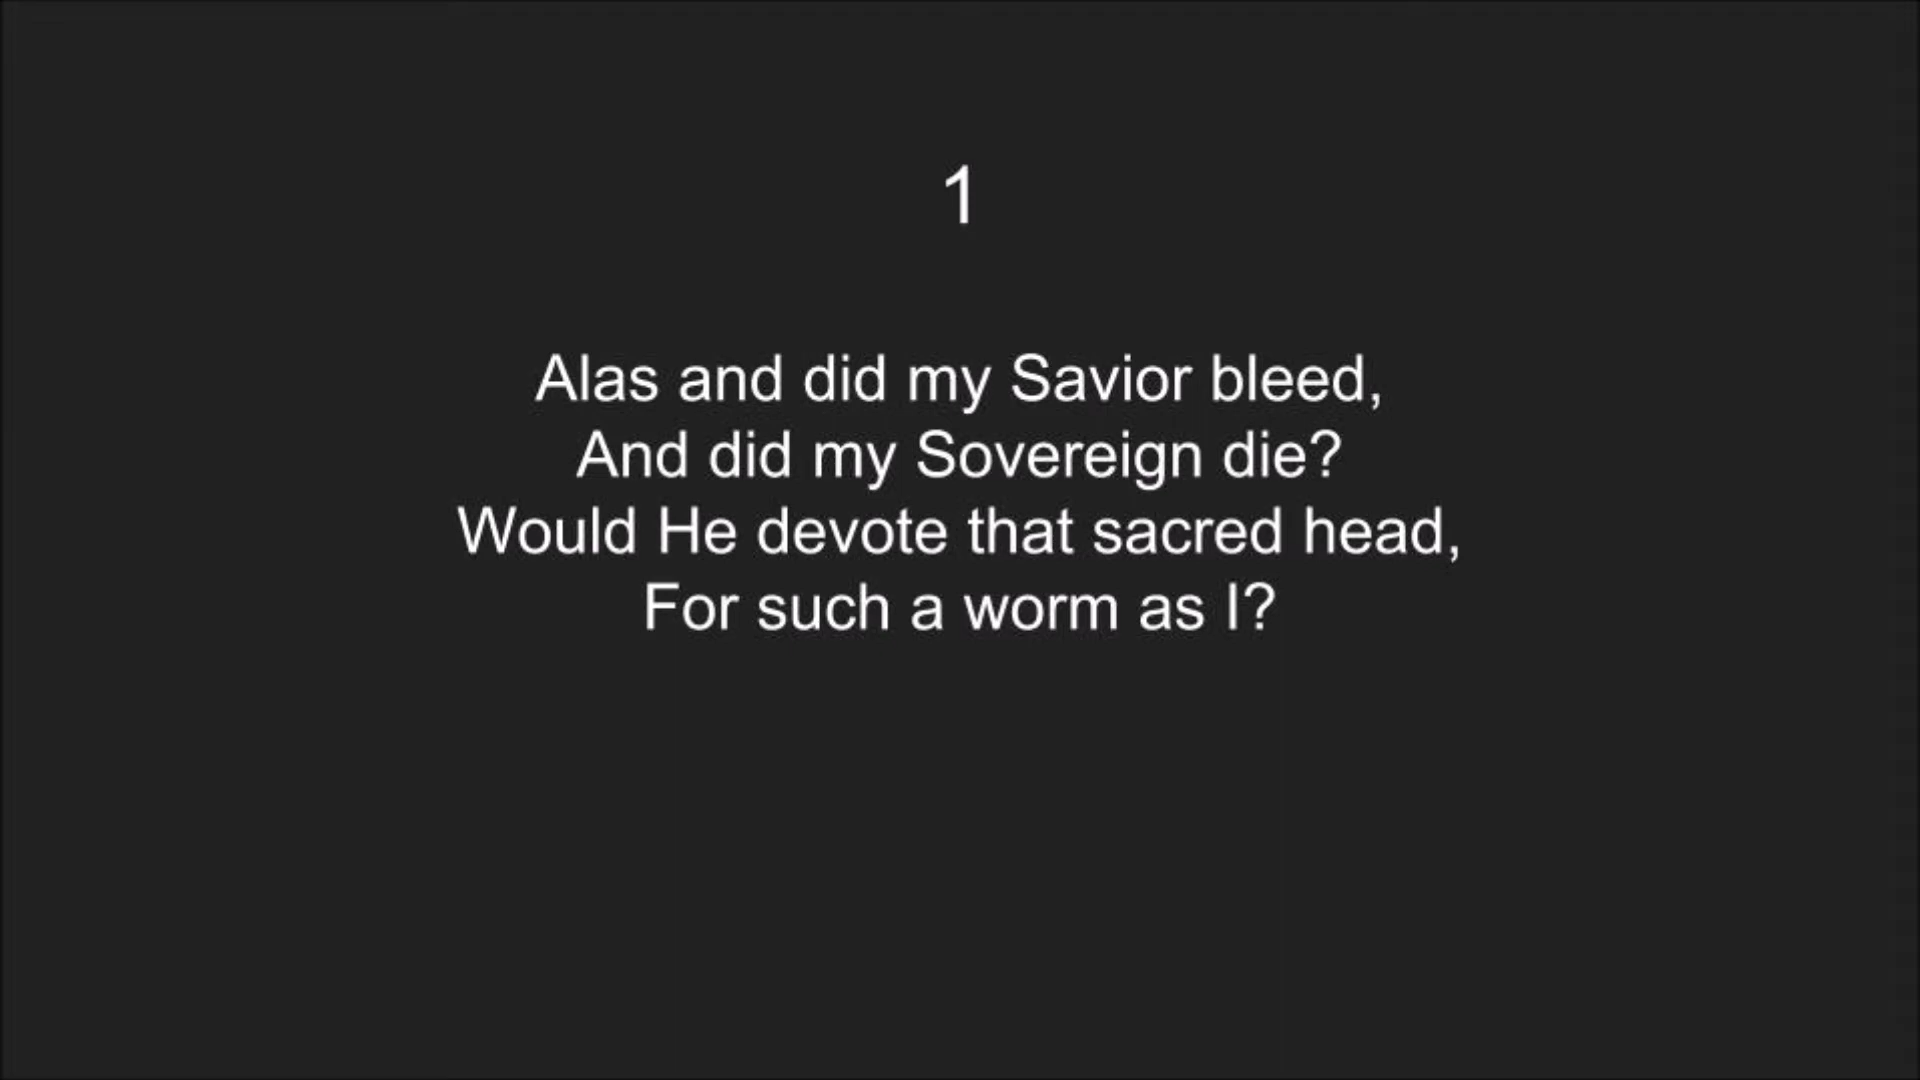 1
Alas and did my Savior bleed,
And did my Sovereign die?
Would He devote that sacred head,
For such a worm as I?